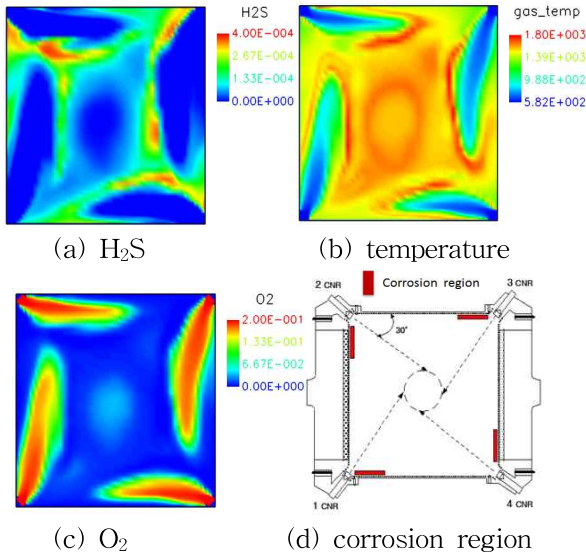 H2S
4.00E-004
2.67E-004
1.33E-004
0.00E+000
gas_temp
1.80E+003
1.39E+003
9.88E+002
5.82E+002
(a) H₂S
(b) temperature
O2
2.00E-001
1.33E-001
6.67E-002
0.00E+000
Corrosion region
2 CNR
3 CNR
30°
1 CNR
4 CNR
(c) O₂
(d) corrosion region